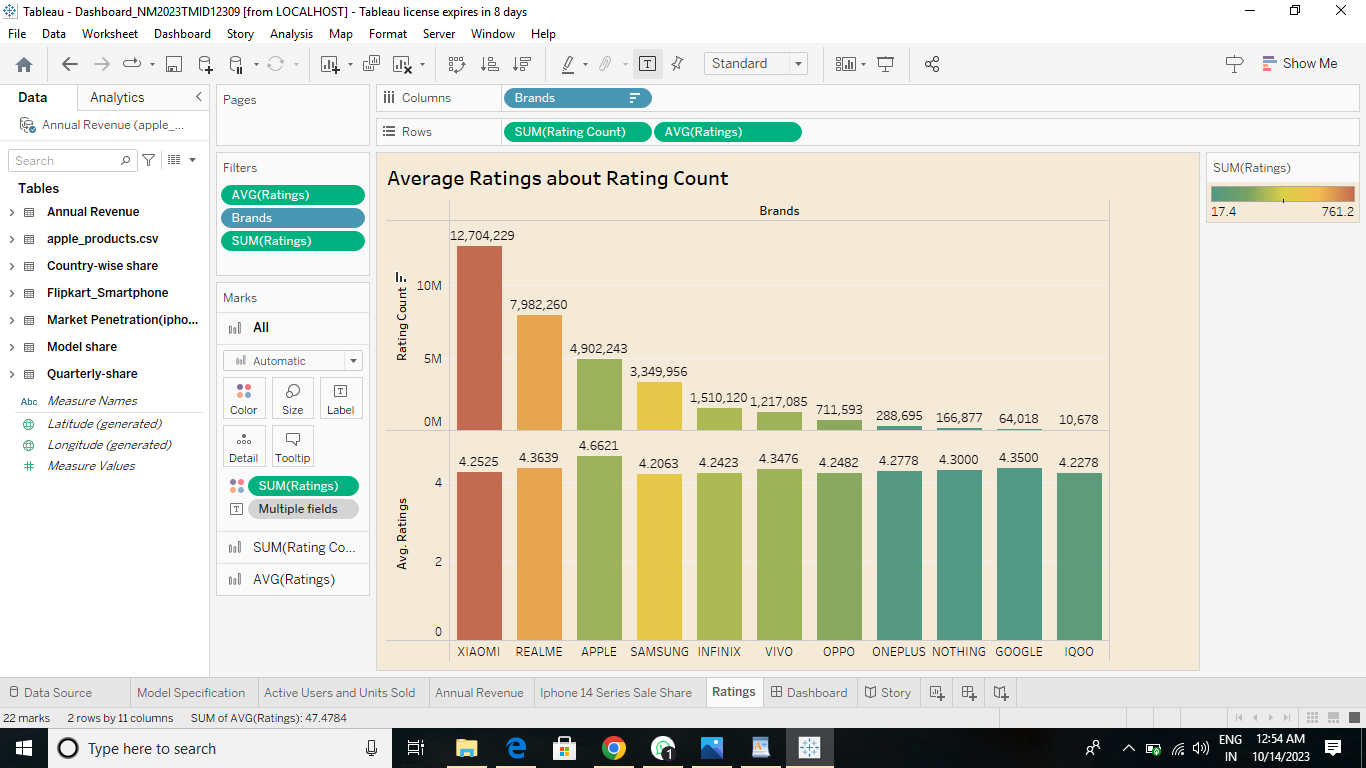 Tableau - Dashboard_NM2023TMID12309 [from LOCALHOST] - Tableau license expires in 8 days
File Data Worksheet Dashboard Story Analysis Map Format Server Window Help
Standard
Show Me
Data Analytics
Annual Revenue (apple_...
Search
Tables
Annual Revenue
apple_products.csv
Country-wise share
Flipkart_Smartphone
Market Penetration(ipho...
Model share
Quarterly-share
Abc Measure Names
Latitude (generated)
Longitude (generated)
Measure Values
Pages
Filters
AVG(Ratings)
Brands
SUM(Ratings)
Marks
All
Automatic
Color Size Label
Detail Tooltip
SUM(Ratings)
Multiple fields
SUM(Rating Co...
AVG(Ratings)
Columns Brands
Rows SUM(Rating Count) AVG(Ratings)
Average Ratings about Rating Count
Brands
Rating Count
10M
5M
0M
12,704,229
7,982,260
4,902,243
3,349,956
1,510,120 1,217,085
711,593
288,695 166,877 64,018 10,678
Avg. Ratings
4
2
0
4.2525 4.3639 4.6621 4.2063 4.2423 4.3476 4.2482 4.2778 4.3000 4.3500 4.2278
XIAOMI REALME APPLE SAMSUNG INFINIX VIVO OPPO ONEPLUS NOTHING GOOGLE IQOO
SUM(Ratings)
17.4 761.2
Data Source Model Specification Active Users and Units Sold Annual Revenue Iphone 14 Series Sale Share Ratings Dashboard Story
22 marks 2 rows by 11 columns SUM of AVG(Ratings): 47.4784
Type here to search
1
ENG
IN
12:54 AM
10/14/2023